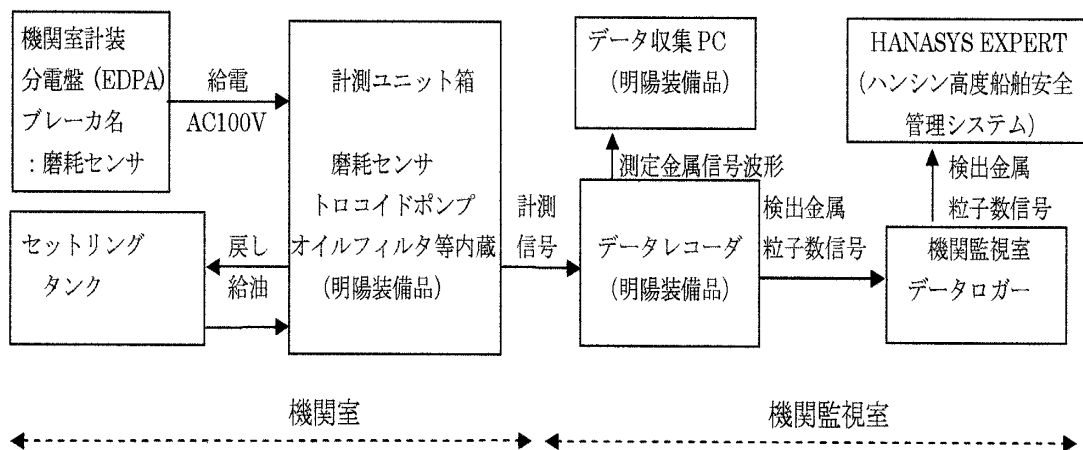 機関室計装
分電盤 (EDPA)
ブレーカ名
: 磨耗センサ
給電
AC100V
計測ユニット箱
磨耗センサ
トロコイドポンプ
オイルフィルタ等内蔵
(明陽装備品)
セットリング
タンク
戻し
給油
計測
信号
データ収集 PC
(明陽装備品)
測定金属信号波形
データレコーダ
(明陽装備品)
検出金属
粒子数信号
HANASYS EXPERT
(ハンシン高度船舶安全
管理システム)
検出金属
粒子数信号
機関監視室
データロガー
機関室
機関監視室